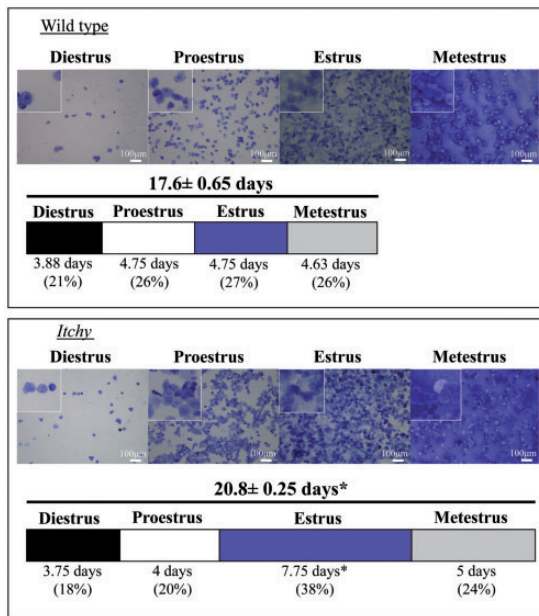 Wild type
Diestrus Proestrus Estrus Metestrus
100µm 100µm 100µm 100µm
17.6± 0.65 days
Diestrus Proestrus Estrus Metestrus
3.88 days 4.75 days 4.75 days 4.63 days
(21%) (26%) (27%) (26%)
Itchy
Diestrus Proestrus Estrus Metestrus
100µm 100µm 100µm 100µm
20.8± 0.25 days*
Diestrus Proestrus Estrus Metestrus
3.75 days 4 days 7.75 days* 5 days
(18%) (20%) (38%) (24%)